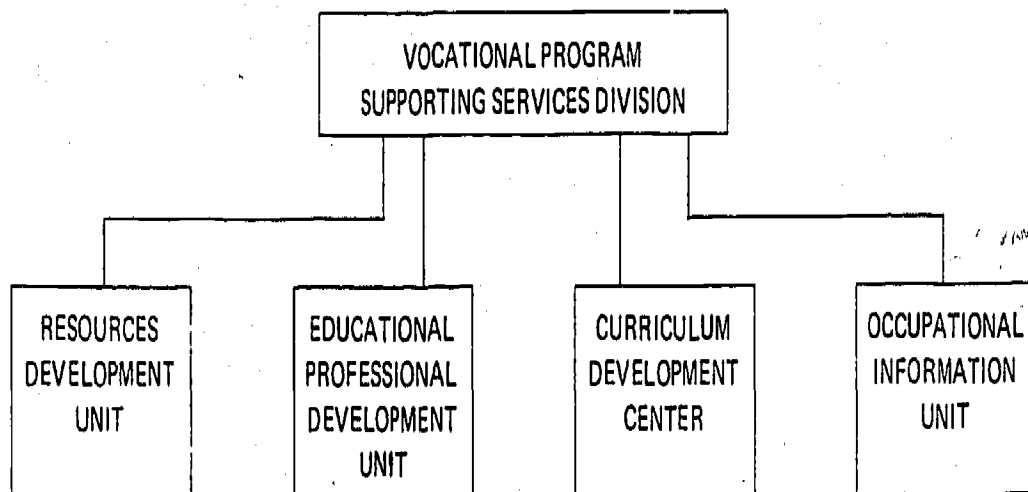 VOCATIONAL PROGRAM
SUPPORTING SERVICES DIVISION
RESOURCES
DEVELOPMENT
UNIT
EDUCATIONAL
PROFESSIONAL
DEVELOPMENT
UNIT
CURRICULUM
DEVELOPMENT
CENTER
OCCUPATIONAL
INFORMATION
UNIT